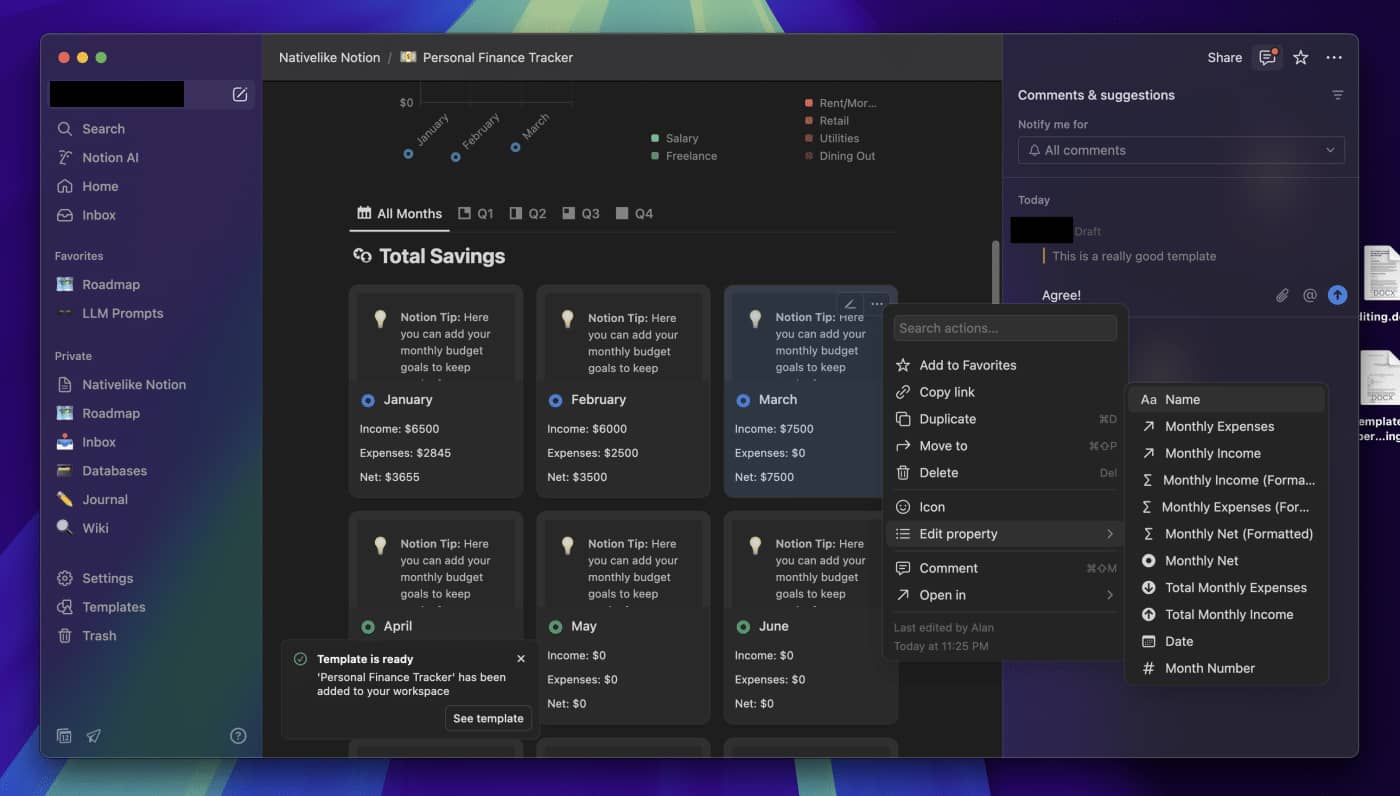 Nativelike Notion / Personal Finance Tracker
Share
Search
Notion AI
Home
Inbox
Favorites
Roadmap
LLM Prompts
Private
Nativelike Notion
Roadmap
Inbox
Databases
Journal
Wiki
Settings
Templates
Trash
12
$0
January
February
March
Salary
Freelance
Rent/Mor...
Retail
Utilities
Dining Out
All Months
Q1
Q2
Q3
Q4
Total Savings
Notion Tip: Here
you can add your
monthly budget
goals to keep
January
Income: $6500
Expenses: $2845
Net: $3655
Notion Tip: Here
you can add your
monthly budget
goals to keep
February
Income: $6000
Expenses: $2500
Net: $3500
Notion Tip: Here
you can add your
monthly budget
goals to keep
March
Income: $7500
Expenses: $0
Net: $7500
Notion Tip: Here
you can add your
monthly budget
goals to keep
April
Notion Tip: Here
you can add your
monthly budget
goals to keep
May
Income: $0
Expenses: $0
Net: $0
Notion Tip: Here
you can add your
monthly budget
goals to keep
June
Income: $0
Expenses: $0
Net: $0
Template is ready
'Personal Finance Tracker' has been
added to your workspace
See template
Search actions...
Add to Favorites
Copy link
Duplicate ⌘D
Move to ⌘⇧P
Delete Del
Icon
Edit property
Comment ⌘⇧M
Open in
Last edited by Alan
Today at 11:25 PM
Aa Name
Monthly Expenses
Monthly Income
Σ Monthly Income (Forma...
Σ Monthly Expenses (For...
Σ Monthly Net (Formatted)
Monthly Net
Total Monthly Expenses
Total Monthly Income
Date
# Month Number
Comments & suggestions
Notify me for
All comments
Today
Draft
This is a really good template
Agree!
@
DOCX
DOCX